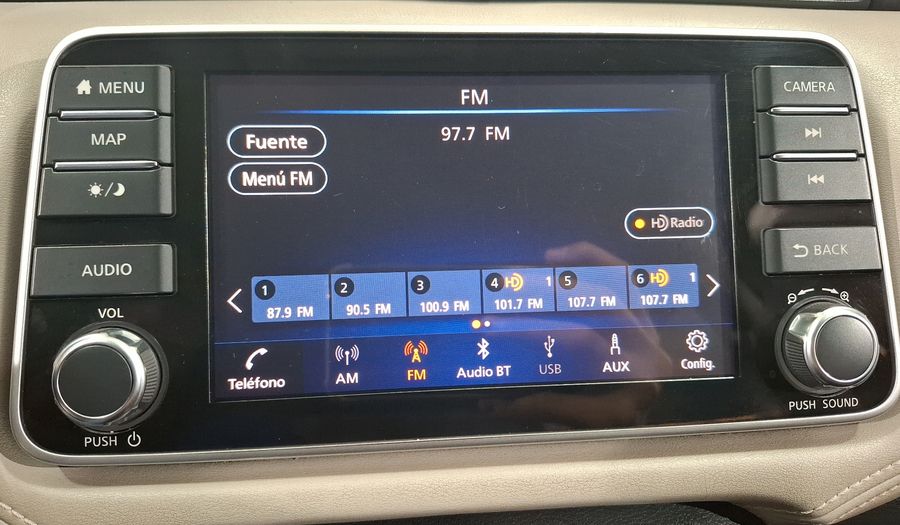 MENU
MAP
AUDIO
VOL
PUSH
FM
97.7 FM
Fuente
Menú FM
HD Radio
1 2 3 4 HD 1 5 6 HD 1
87.9 FM 90.5 FM 100.9 FM 101.7 FM 107.7 FM 107.7 FM
Teléfono AM FM Audio BT USB AUX Config.
CAMERA
BACK
PUSH SOUND